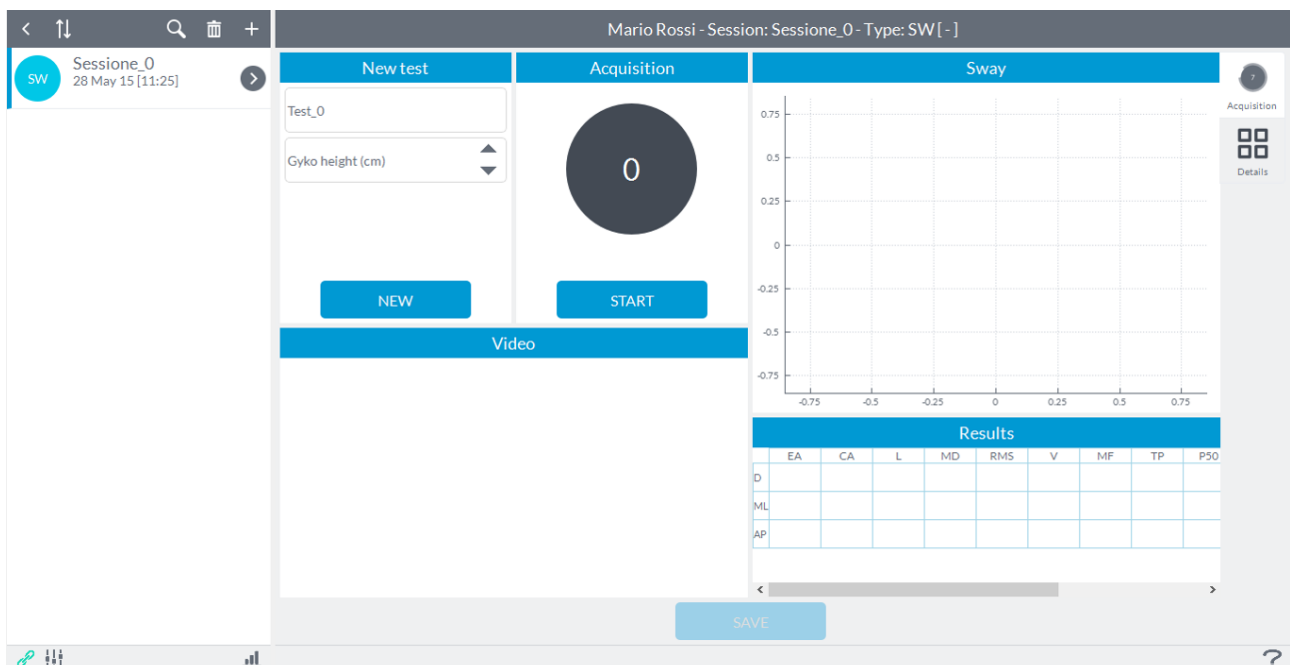 Mario Rossi - Session: Sessione_0 - Type: SW [ - ]
SW
Sessione_0
28 May 15 [11:25]
New test
Test_0
Gyko height (cm)
NEW
Acquisition
0
START
Video
Sway
0.75
0.5
0.25
0
-0.25
-0.5
-0.75
-0.75 -0.5 -0.25 0 0.25 0.5 0.75
Results
EA CA L MD RMS V MF TP P50
D
ML
AP
SAVE
7
Acquisition
Details